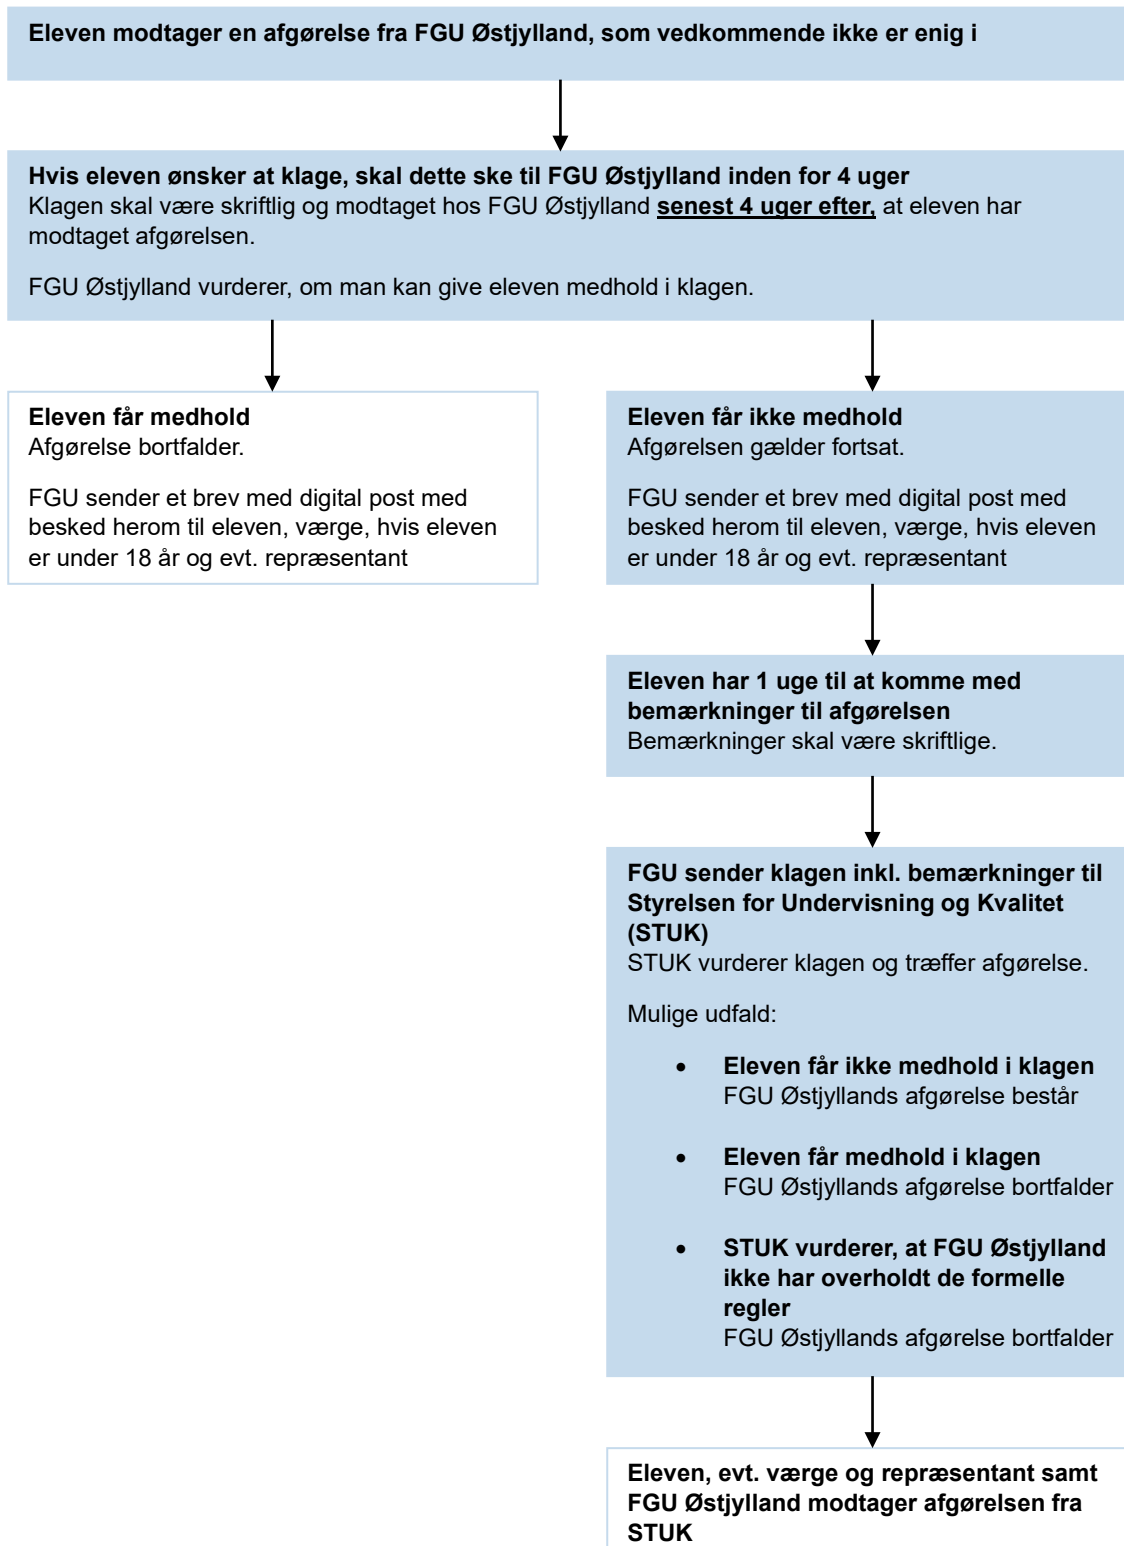 Eleven modtager en afgørelse fra FGU Østjylland, som vedkommende ikke er enig i
Hvis eleven ønsker at klage, skal dette ske til FGU Østjylland inden for 4 uger
Klagen skal være skriftlig og modtaget hos FGU Østjylland senest 4 uger efter, at eleven har
modtaget afgørelsen.
FGU Østjylland vurderer, om man kan give eleven medhold i klagen.
Eleven får medhold
Afgørelse bortfalder.
FGU sender et brev med digital post med
besked herom til eleven, værge, hvis eleven
er under 18 år og evt. repræsentant
Eleven får ikke medhold
Afgørelsen gælder fortsat.
FGU sender et brev med digital post med
besked herom til eleven, værge, hvis eleven
er under 18 år og evt. repræsentant
Eleven har 1 uge til at komme med
bemærkninger til afgørelsen
Bemærkninger skal være skriftlige.
FGU sender klagen inkl. bemærkninger til
Styrelsen for Undervisning og Kvalitet
(STUK)
STUK vurderer klagen og træffer afgørelse.
Mulige udfald:
• Eleven får ikke medhold i klagen
FGU Østjyllands afgørelse består
• Eleven får medhold i klagen
FGU Østjyllands afgørelse bortfalder
• STUK vurderer, at FGU Østjylland
ikke har overholdt de formelle
regler
FGU Østjyllands afgørelse bortfalder
Eleven, evt. værge og repræsentant samt
FGU Østjylland modtager afgørelsen fra
STUK